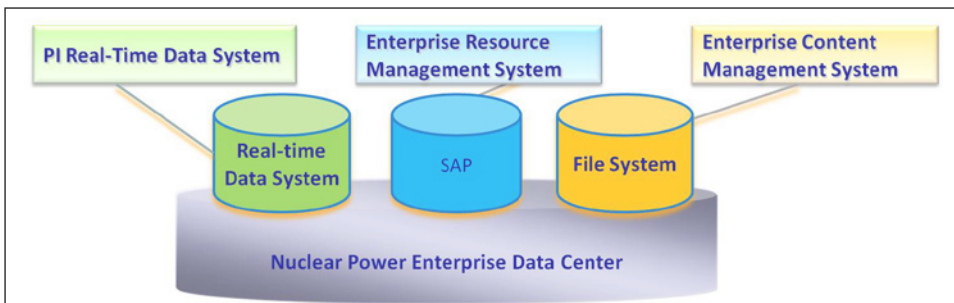 PI Real-Time Data System
Enterprise Resource
Management System
Enterprise Content
Management System
Real-time
Data System
SAP
File System
Nuclear Power Enterprise Data Center